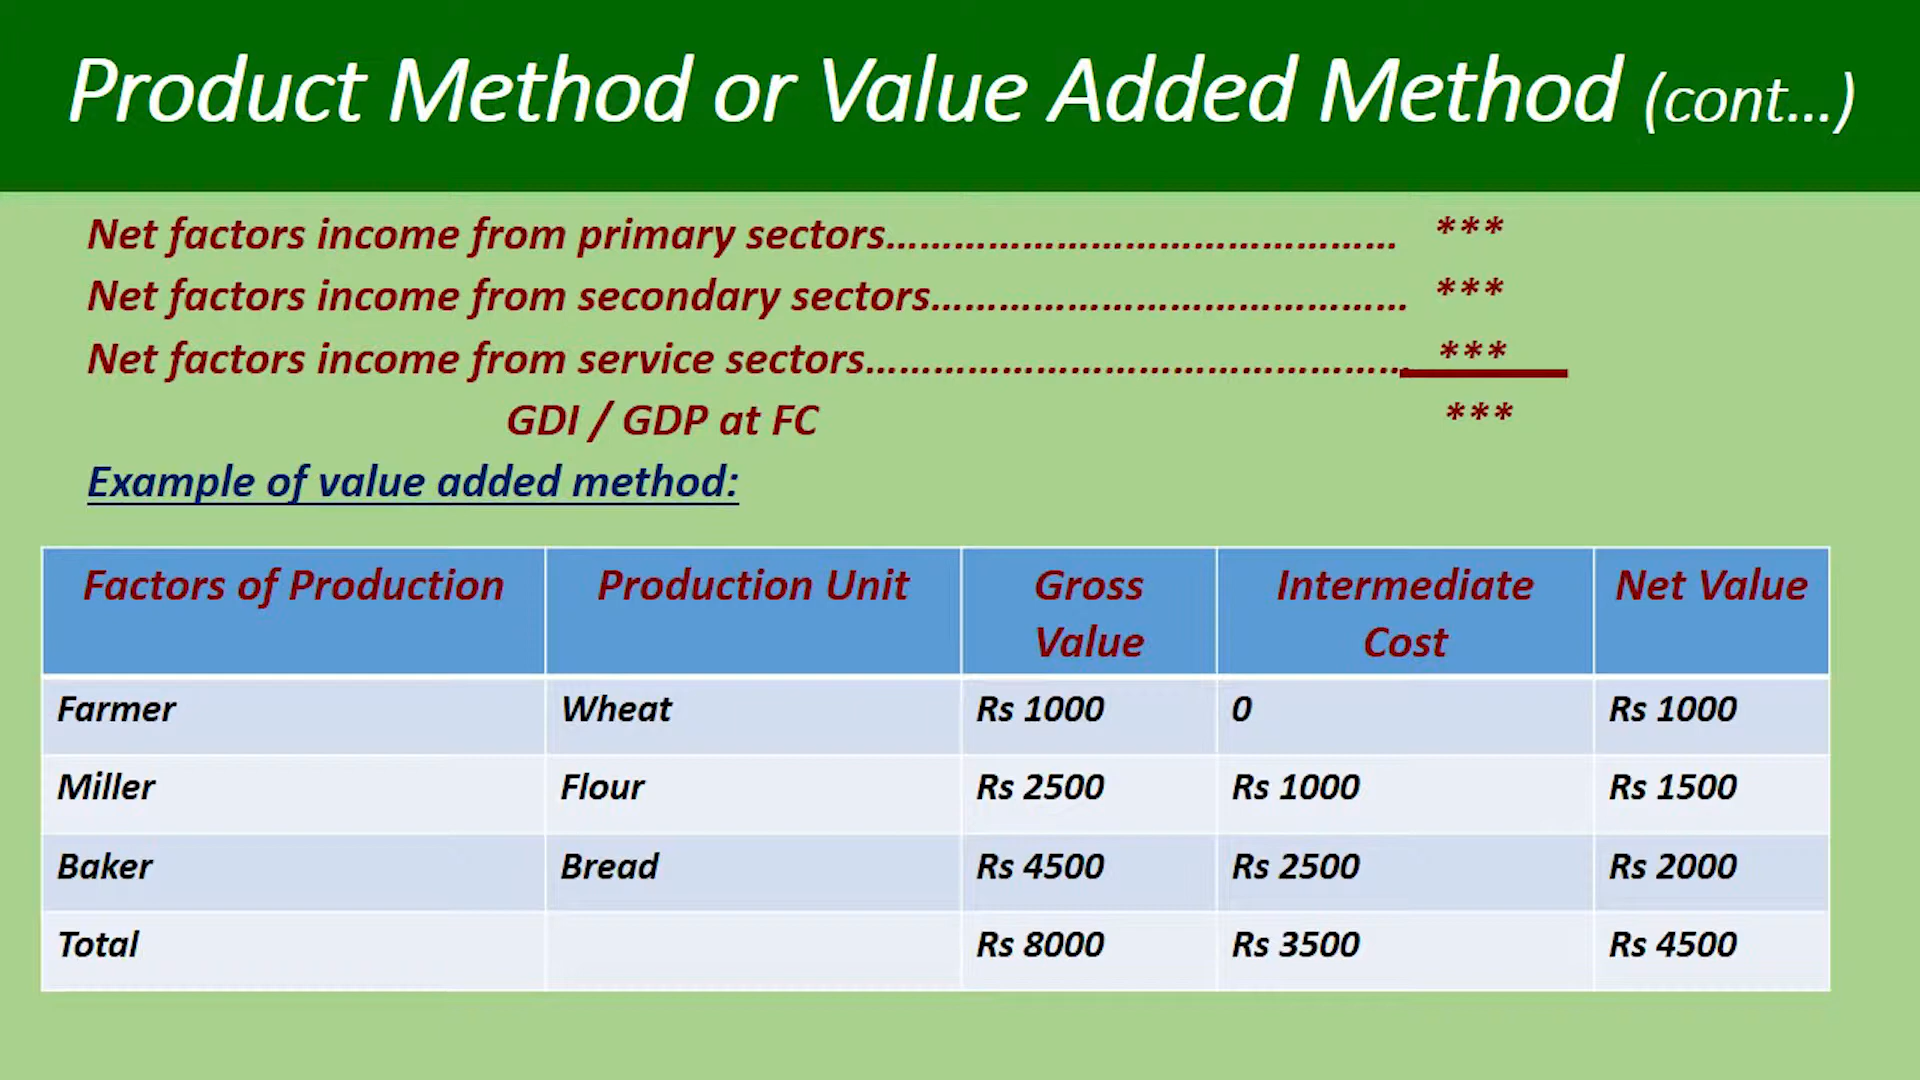 Product Method or Value Added Method (cont...)
Net factors income from primary sectors............................................. ***
Net factors income from secondary sectors.......................................... ***
Net factors income from service sectors................................................ ***
GDI / GDP at FC ***
Example of value added method:
Factors of Production Production Unit Gross Value Intermediate Cost Net Value
Farmer Wheat Rs 1000 0 Rs 1000
Miller Flour Rs 2500 Rs 1000 Rs 1500
Baker Bread Rs 4500 Rs 2500 Rs 2000
Total Rs 8000 Rs 3500 Rs 4500